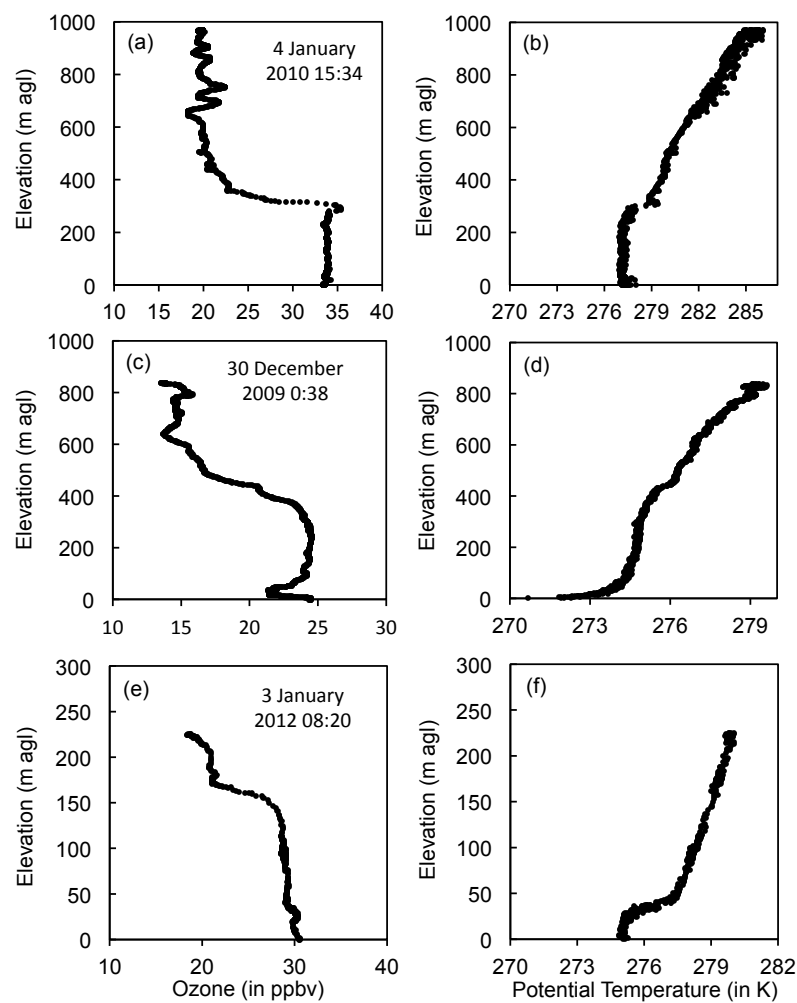 (a)
4 January
2010 15:34
Elevation (m agl)
1000
800
600
400
200
0
10 15 20 25 30 35 40
(b)
Elevation (m agl)
1000
800
600
400
200
0
270 273 276 279 282 285
(c)
30 December
2009 0:38
Elevation (m agl)
1000
800
600
400
200
0
10 15 20 25 30
(d)
Elevation (m agl)
1000
800
600
400
200
0
270 273 276 279
(e)
3 January
2012 08:20
Elevation (m agl)
300
250
200
150
100
50
0
10 20 30 40
Ozone (in ppbv)
(f)
Elevation (m agl)
300
250
200
150
100
50
0
270 273 276 279 282
Potential Temperature (in K)